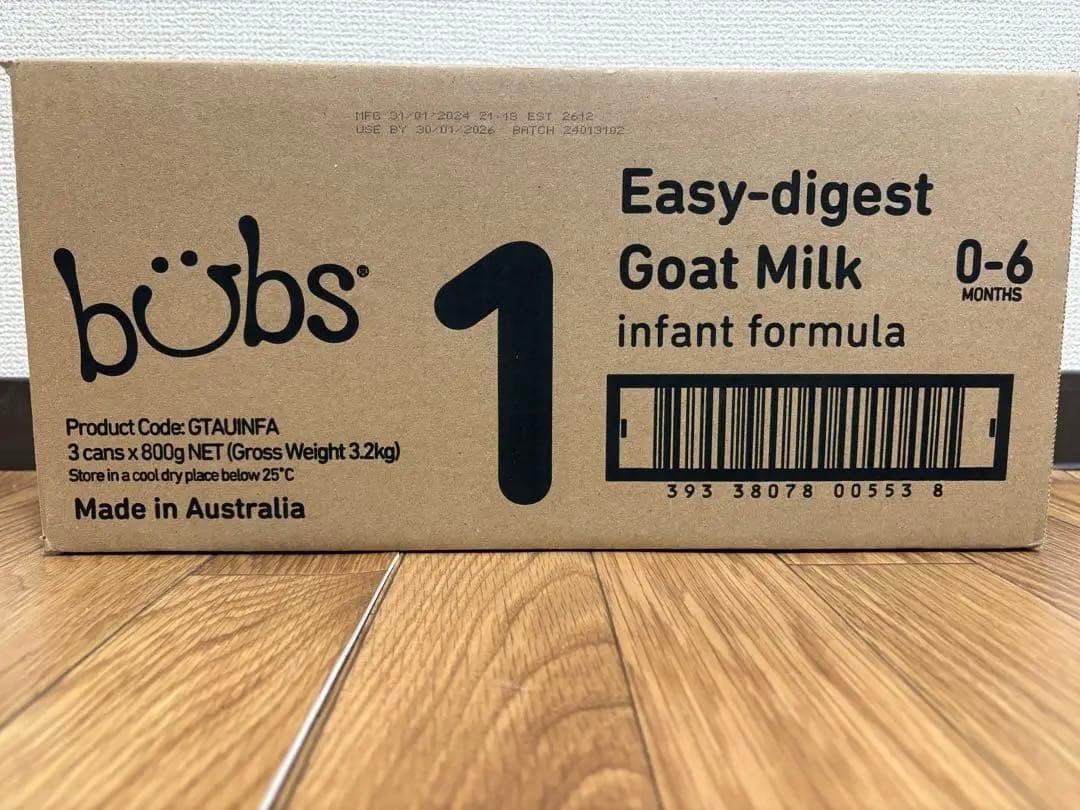 MFG 31/01/2024 21:18 EST 2612
USE BY 30/01/2026 BATCH 24013102
bübs®
1
Easy-digest
Goat Milk
infant formula
0-6
MONTHS
Product Code: GTAUINFA
3 cans x 800g NET (Gross Weight 3.2kg)
Store in a cool dry place below 25°C
Made in Australia
393 38078 00553 8